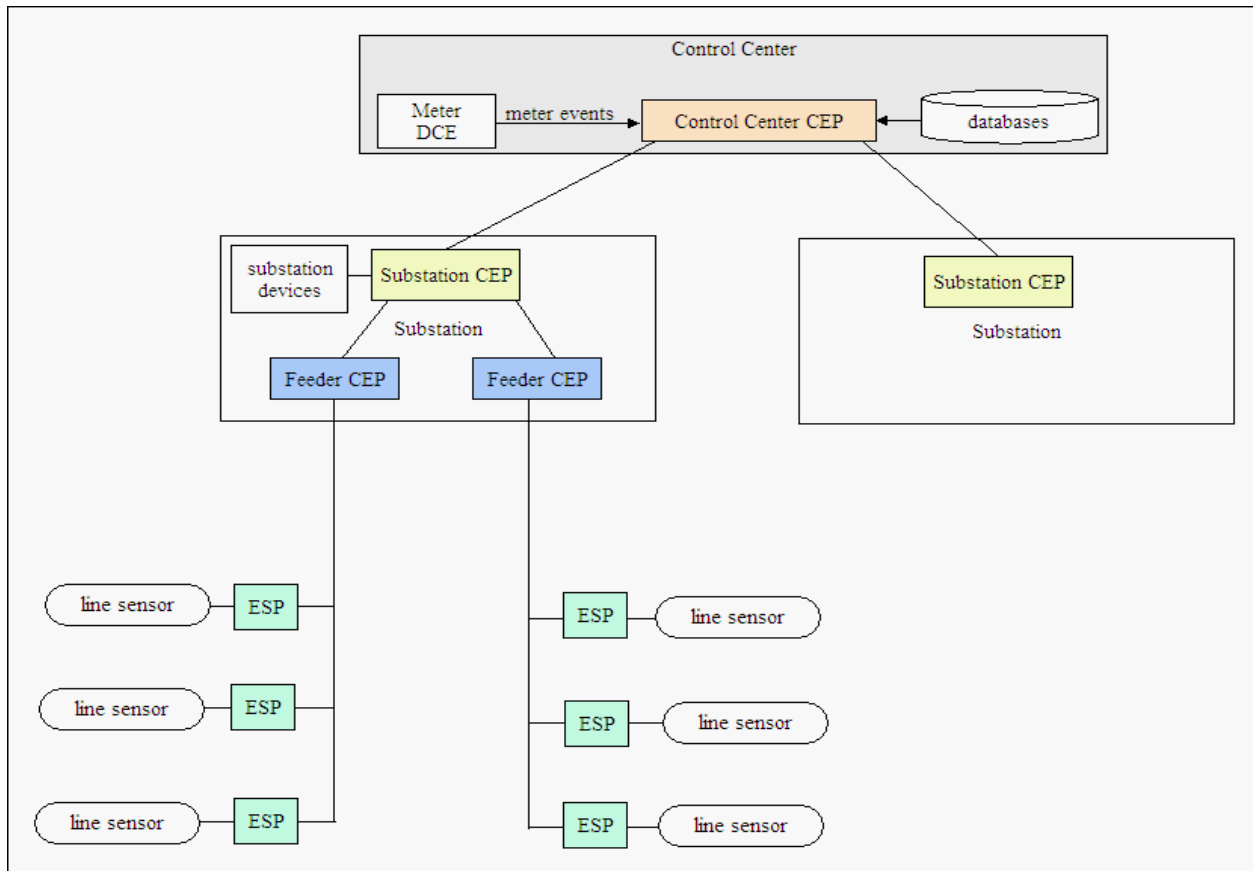 Control Center
Meter
DCE
meter events
Control Center CEP
databases
substation
devices
Substation CEP
Substation
Feeder CEP
Feeder CEP
Substation CEP
Substation
line sensor
ESP
ESP
line sensor
line sensor
ESP
ESP
line sensor
line sensor
ESP
ESP
line sensor